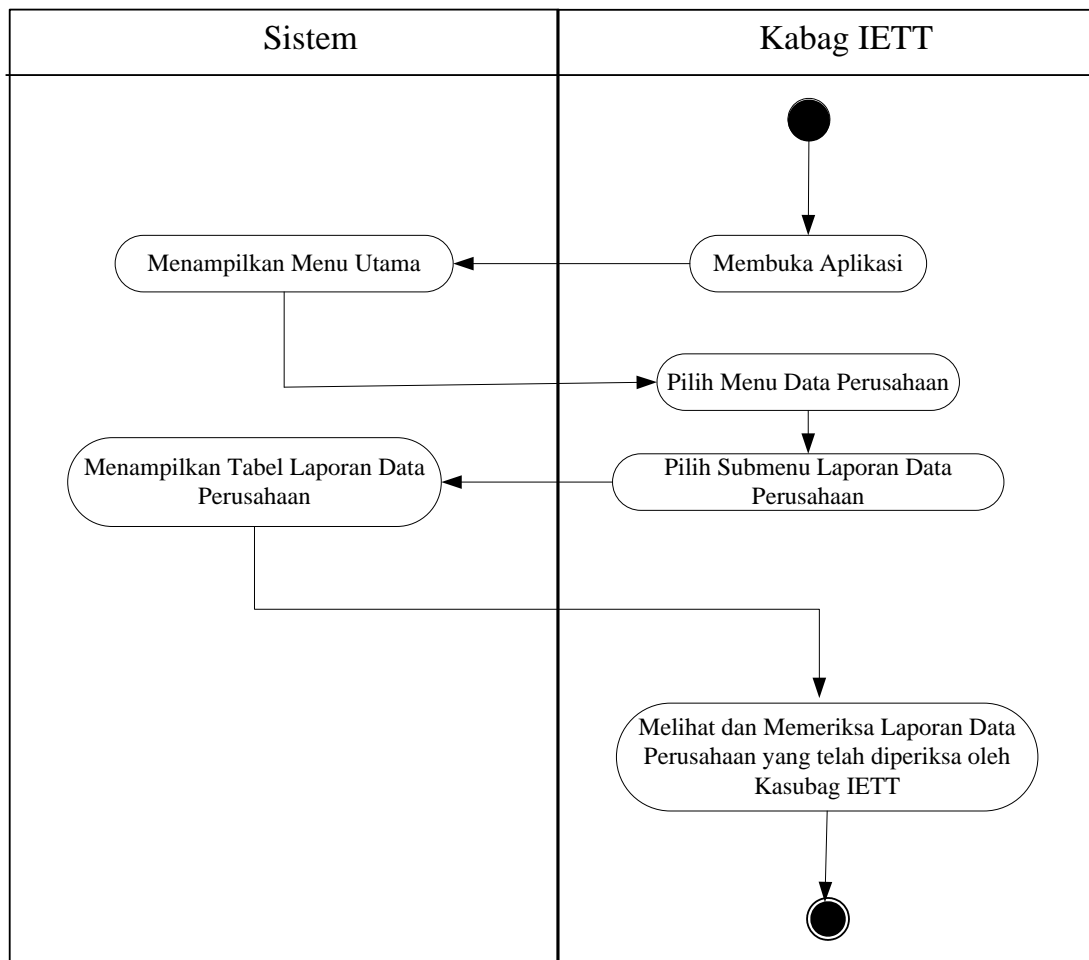 Sistem
Kabag IETT
Membuka Aplikasi
Menampilkan Menu Utama
Pilih Menu Data Perusahaan
Pilih Submenu Laporan Data
Perusahaan
Menampilkan Tabel Laporan Data
Perusahaan
Melihat dan Memeriksa Laporan Data
Perusahaan yang telah diperiksa oleh
Kasubag IETT